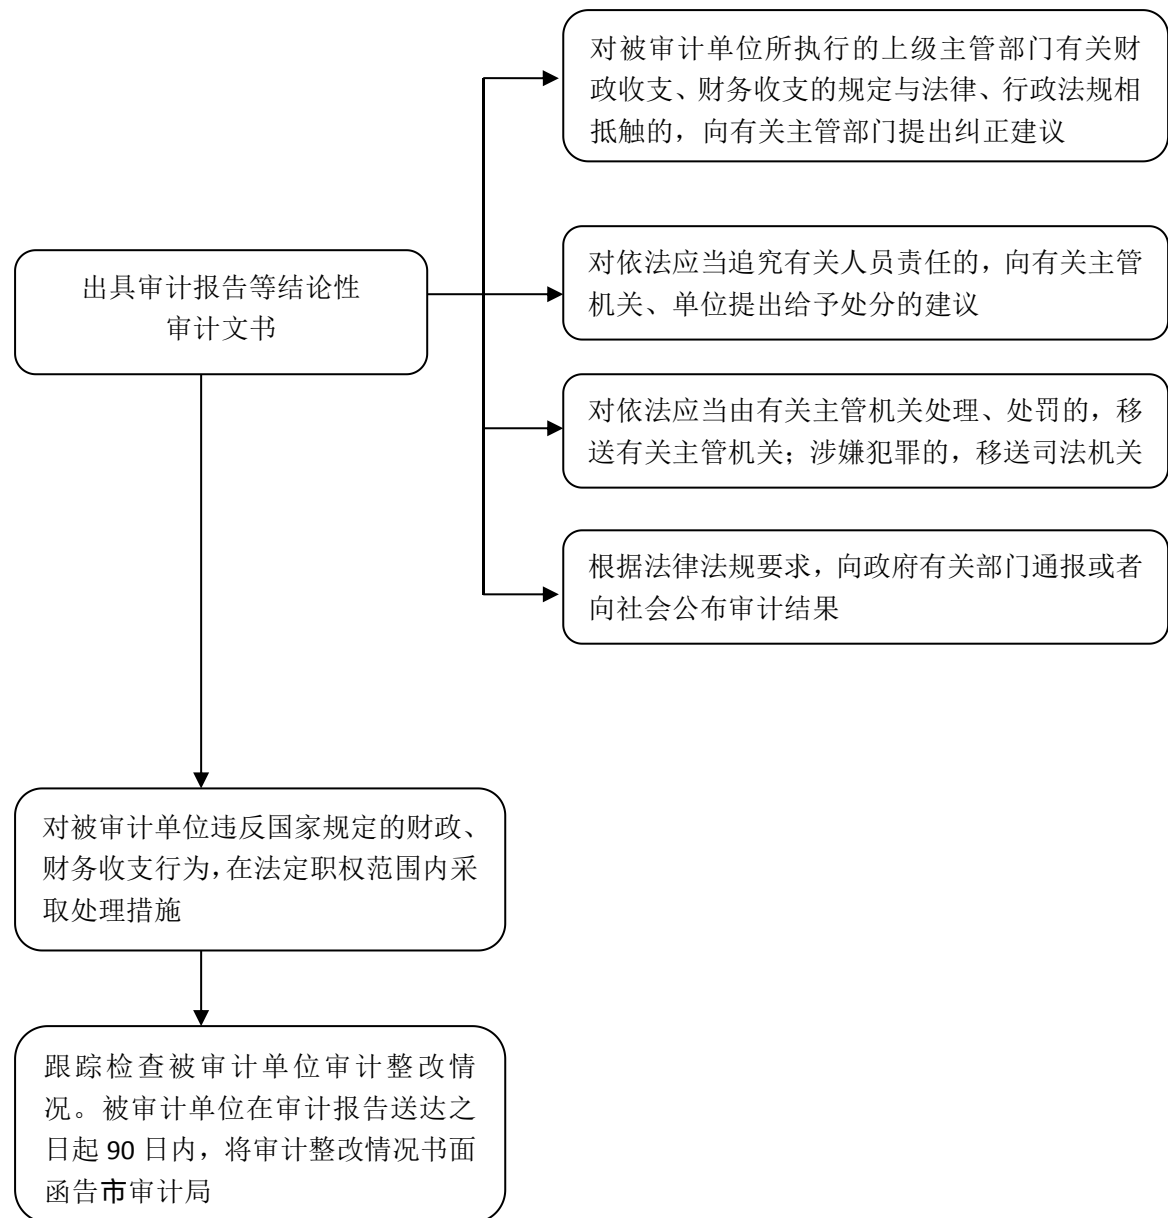 对被审计单位所执行的上级主管部门有关财
政收支、财务收支的规定与法律、行政法规相
抵触的，向有关主管部门提出纠正建议
出具审计报告等结论性
审计文书
对依法应当追究有关人员责任的，向有关主管
机关、单位提出给予处分的建议
对依法应当由有关主管机关处理、处罚的，移
送有关主管机关；涉嫌犯罪的，移送司法机关
根据法律法规要求，向政府有关部门通报或者
向社会公布审计结果
对被审计单位违反国家规定的财政、
财务收支行为，在法定职权范围内采
取处理措施
跟踪检查被审计单位审计整改情
况。被审计单位在审计报告送达之
日起 90 日内，将审计整改情况书面
函告市审计局